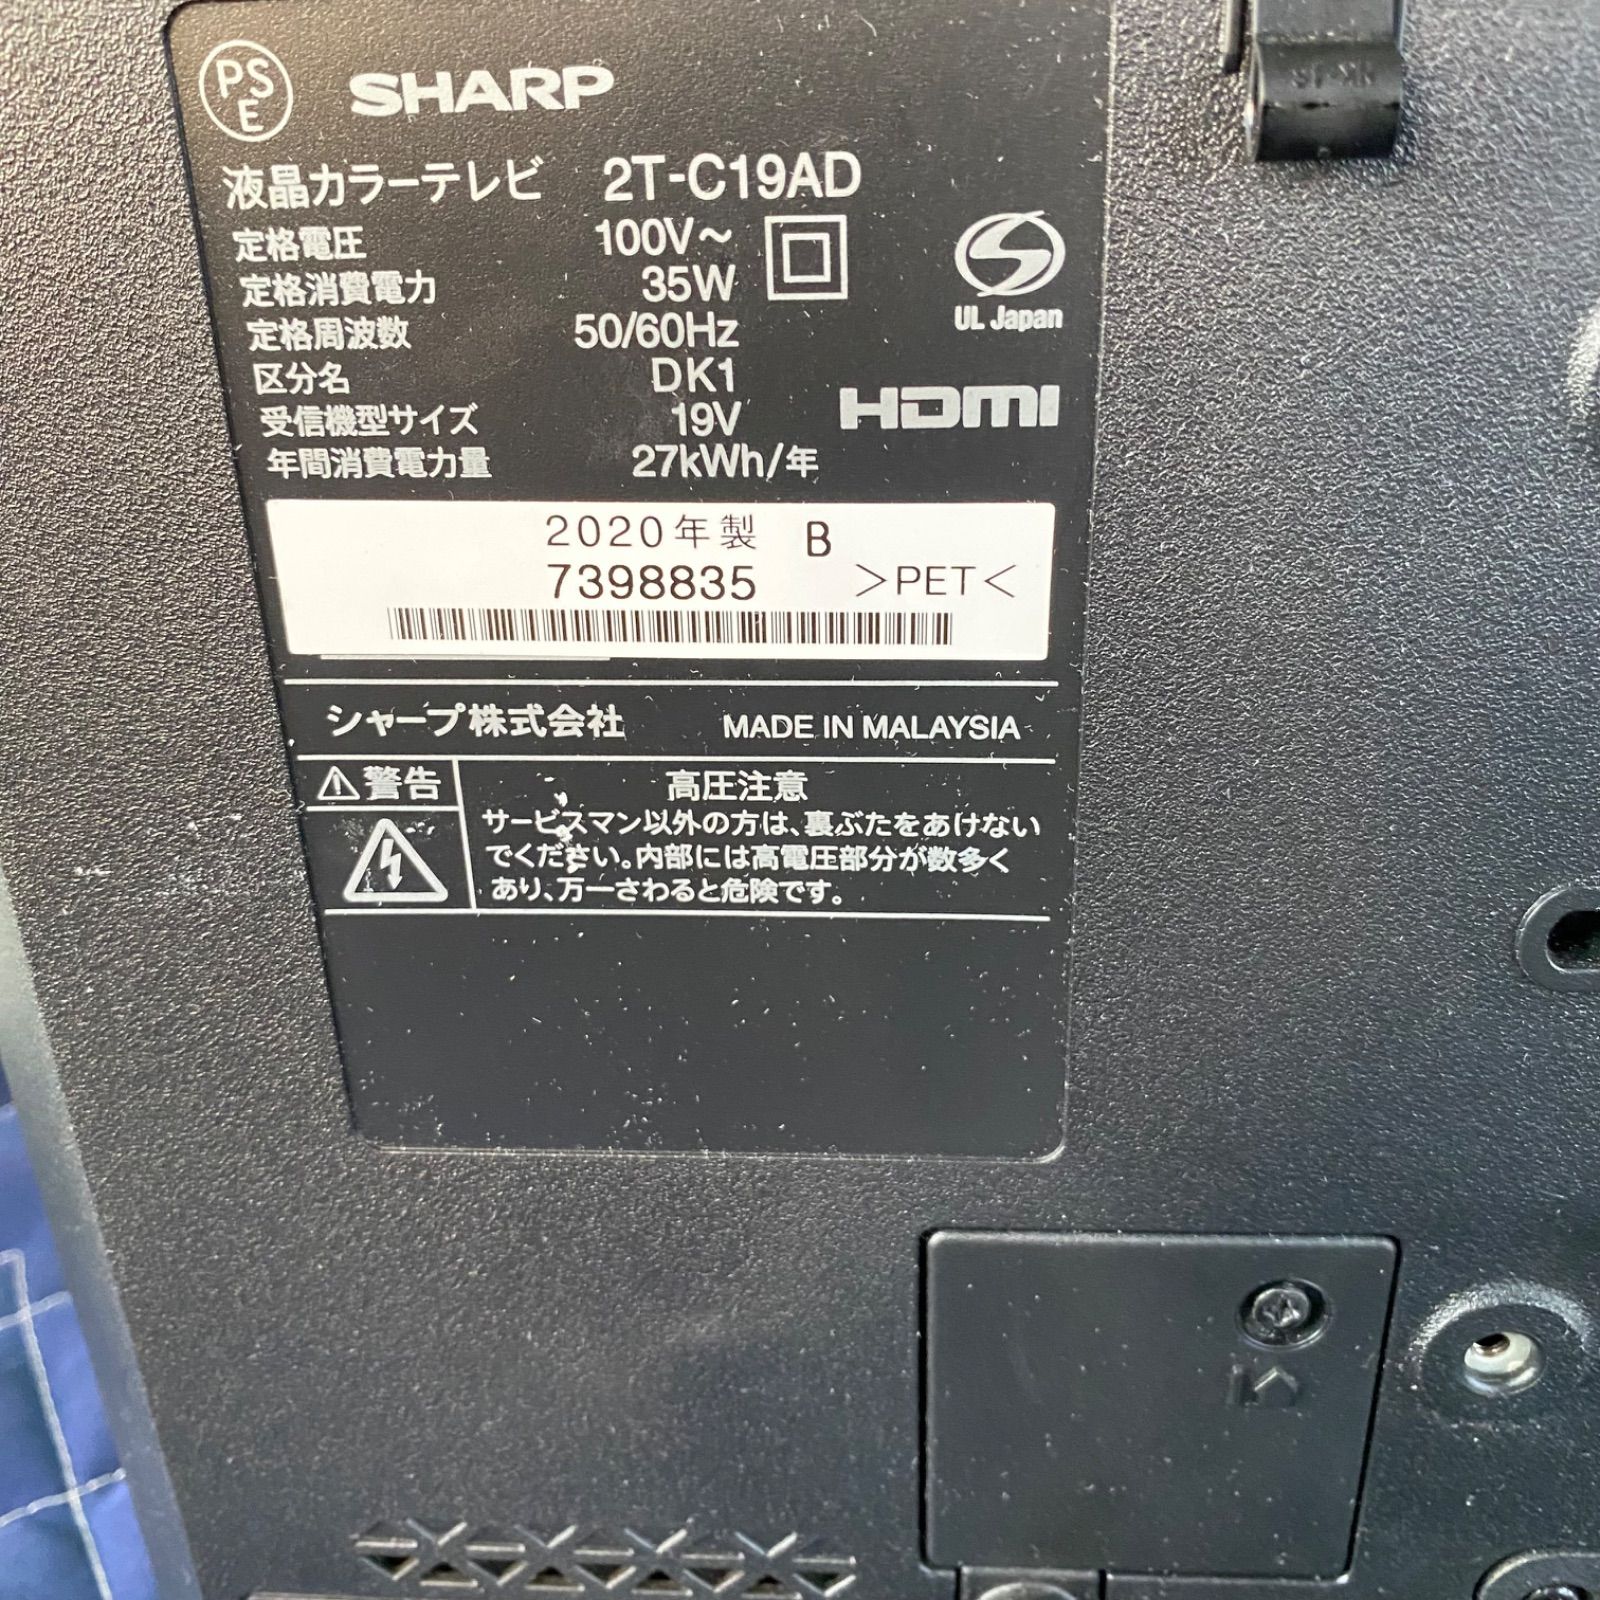 PSE SHARP
液晶カラーテレビ 2T-C19AD
定格電圧 100V~
定格消費電力 35W
定格周波数 50/60Hz
区分名 DK1
受信機型サイズ 19V
年間消費電力量 27kWh/年
UL Japan
HDMI
2020年製 B
7398835 >PET<
シャープ株式会社 MADE IN MALAYSIA
⚠警告 高圧注意
サービスマン以外の方は、裏ぶたをあけない
でください。内部には高電圧部分が数多く
あり、万一さわると危険です。